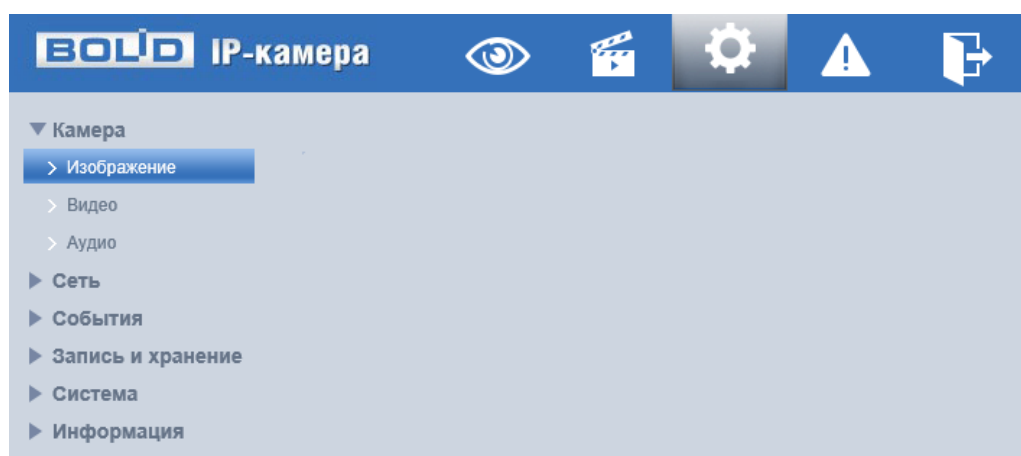 BOLID IP-камера
Камера
Изображение
Видео
Аудио
Сеть
События
Запись и хранение
Система
Информация